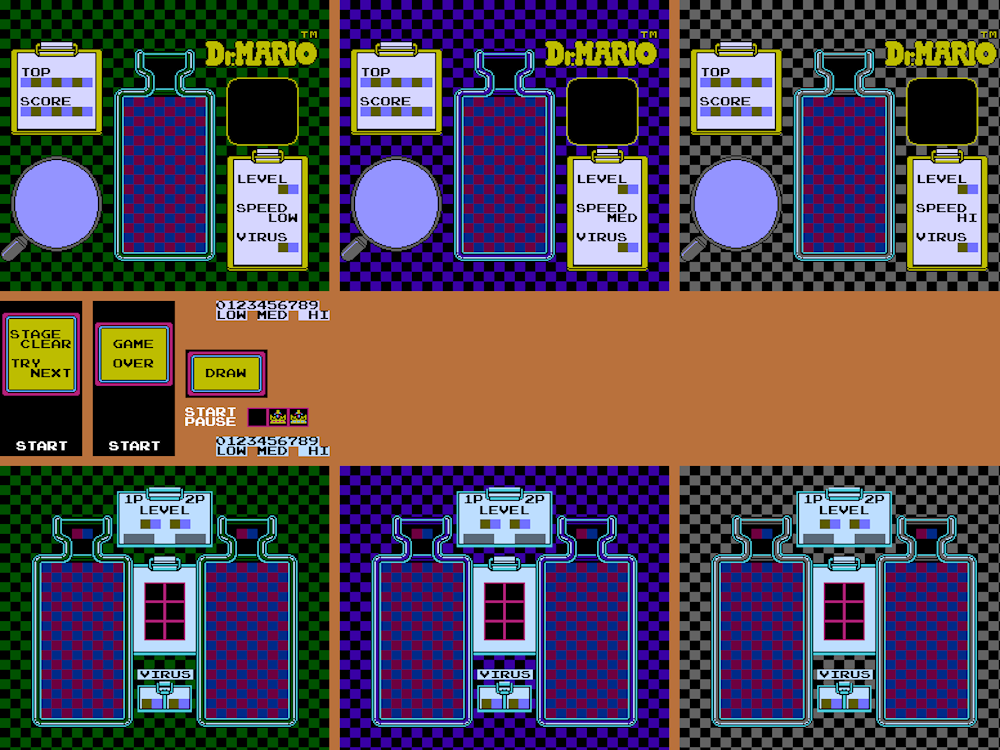 TM
Dr. MARIO
TOP
SCORE
LEVEL
SPEED
LOW
VIRUS
TM
Dr. MARIO
TOP
SCORE
LEVEL
SPEED
MED
VIRUS
TM
Dr. MARIO
TOP
SCORE
LEVEL
SPEED
HI
VIRUS
STAGE
CLEAR
TRY
NEXT
START
GAME
OVER
START
0123456789
LOW MED HI
DRAW
START
PAUSE
0123456789
LOW MED HI
1P 2P
LEVEL
VIRUS
1P 2P
LEVEL
VIRUS
1P 2P
LEVEL
VIRUS